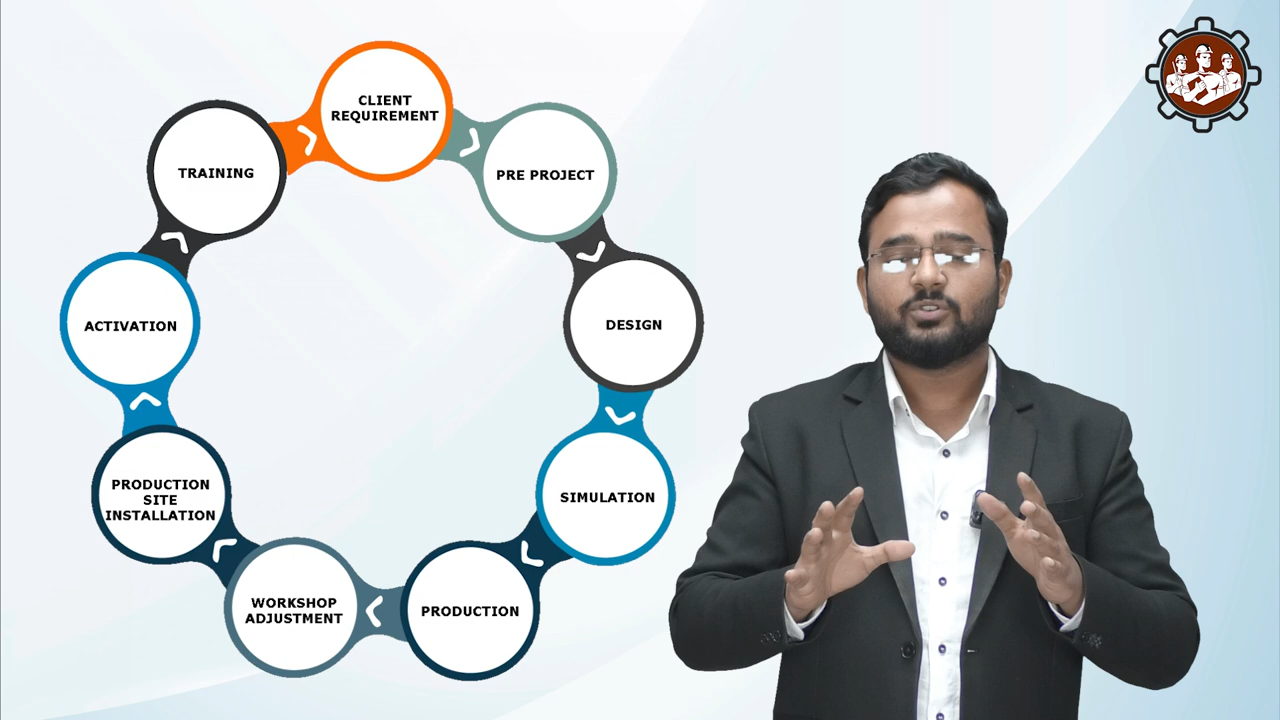 CLIENT
REQUIREMENT
PRE PROJECT
DESIGN
SIMULATION
PRODUCTION
WORKSHOP
ADJUSTMENT
PRODUCTION
SITE
INSTALLATION
ACTIVATION
TRAINING